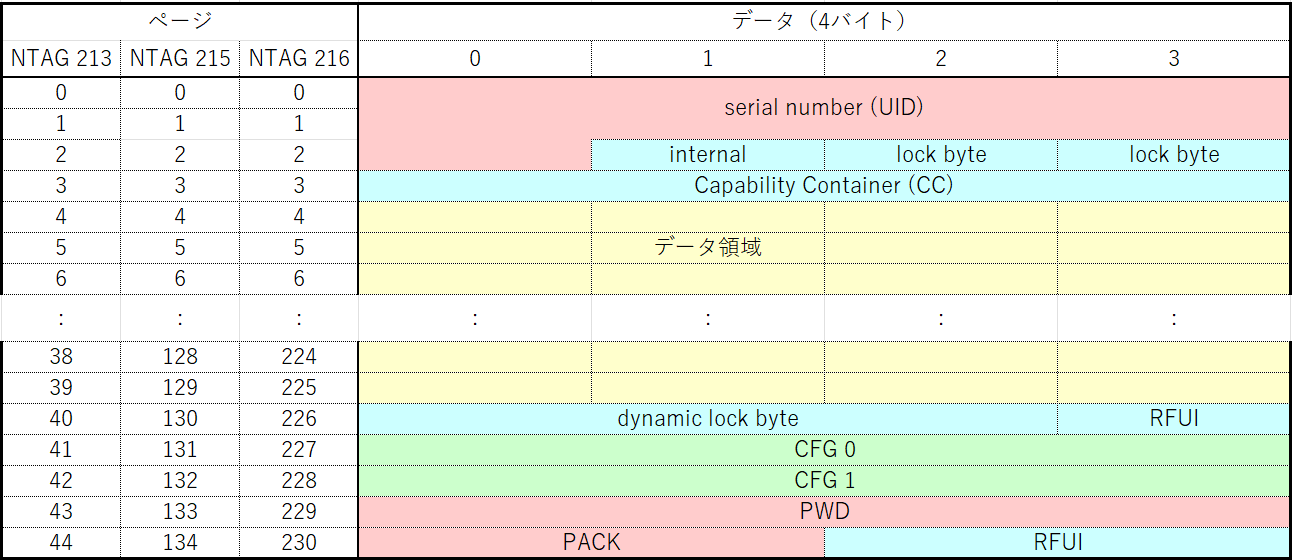 ページ データ（4バイト）
NTAG 213 NTAG 215 NTAG 216 0 1 2 3
0 0 0
serial number (UID)
1 1 1
2 2 2 internal lock byte lock byte
3 3 3 Capability Container (CC)
4 4 4
5 5 5 データ領域
6 6 6
: : : : : : :
38 128 224
39 129 225
40 130 226 dynamic lock byte RFUI
41 131 227 CFG 0
42 132 228 CFG 1
43 133 229 PWD
44 134 230 PACK RFUI